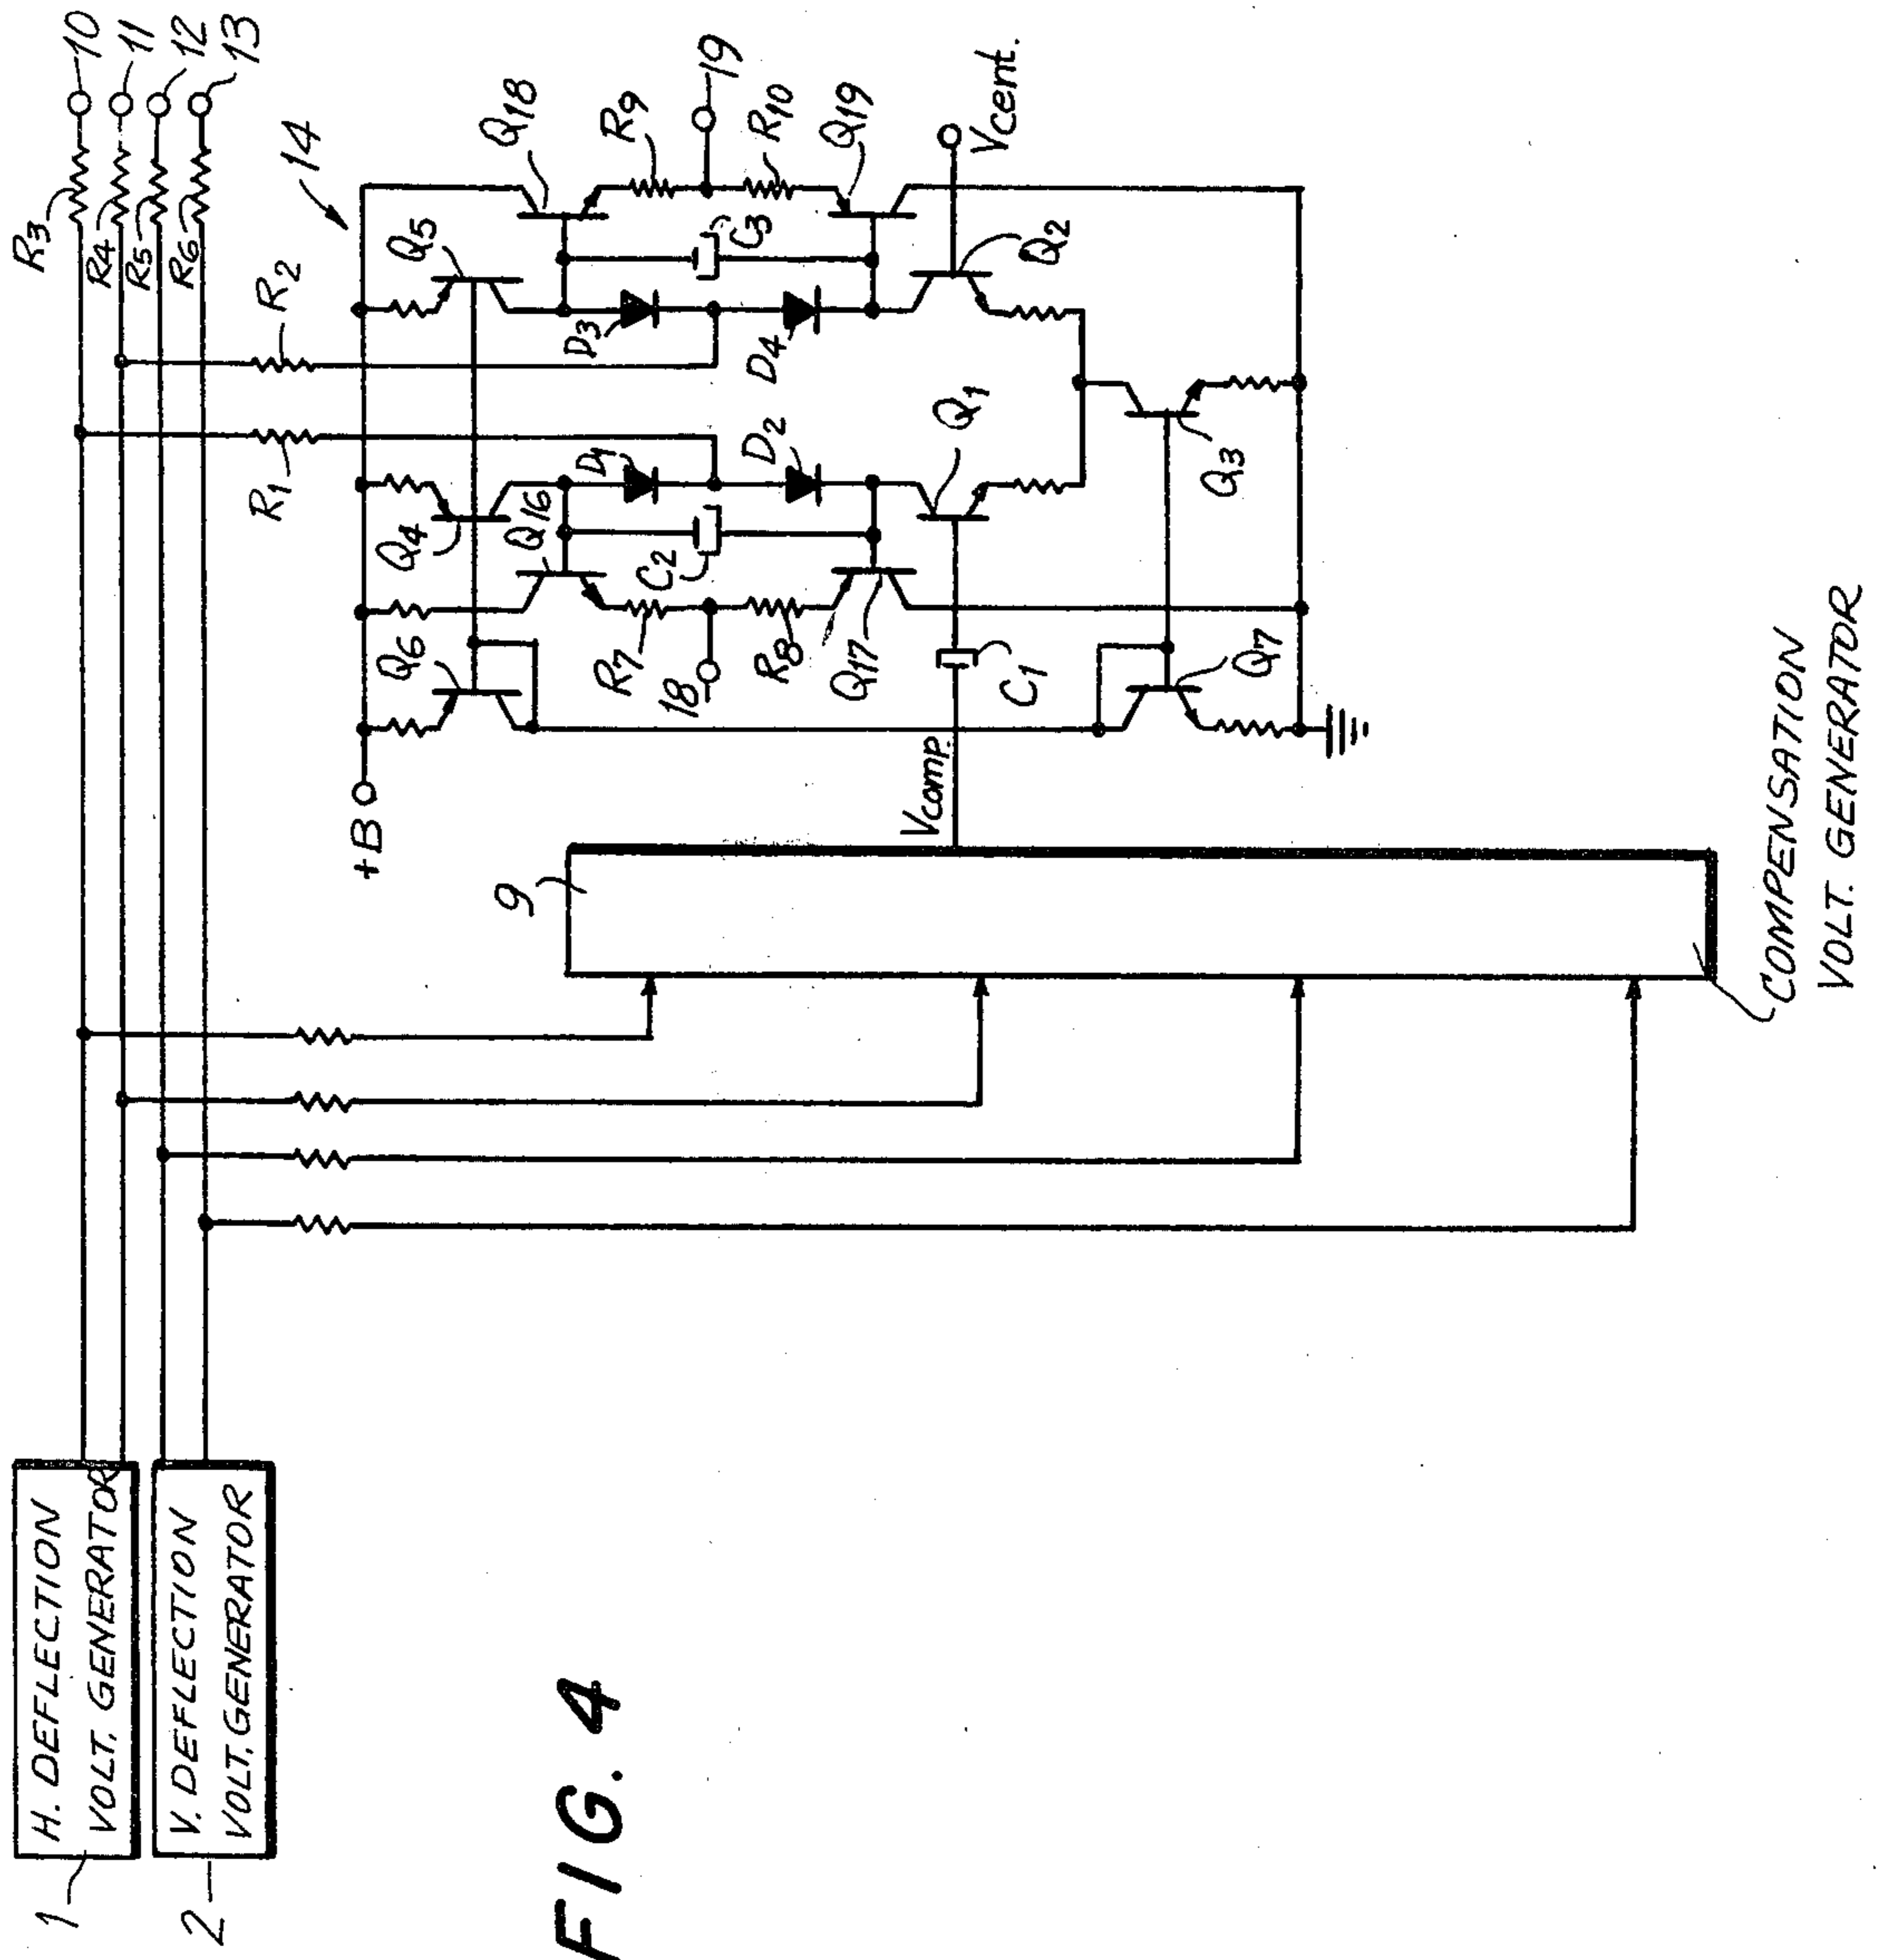 1
H. DEFLECTION
VOLT. GENERATOR
2
V. DEFLECTION
VOLT. GENERATOR
R3
R4
R5
R6
10
11
12
13
R1
R2
14
+B
Q6
Q4
Q16
Q5
Q18
D1
D3
R9
C2
C3
R7
18
19
R8
D2
D4
R10
Q17
Q1
Q19
9
Vcomp.
C1
Q2
Vcent.
Q7
Q3
COMPENSATION
VOLT. GENERATOR
FIG. 4